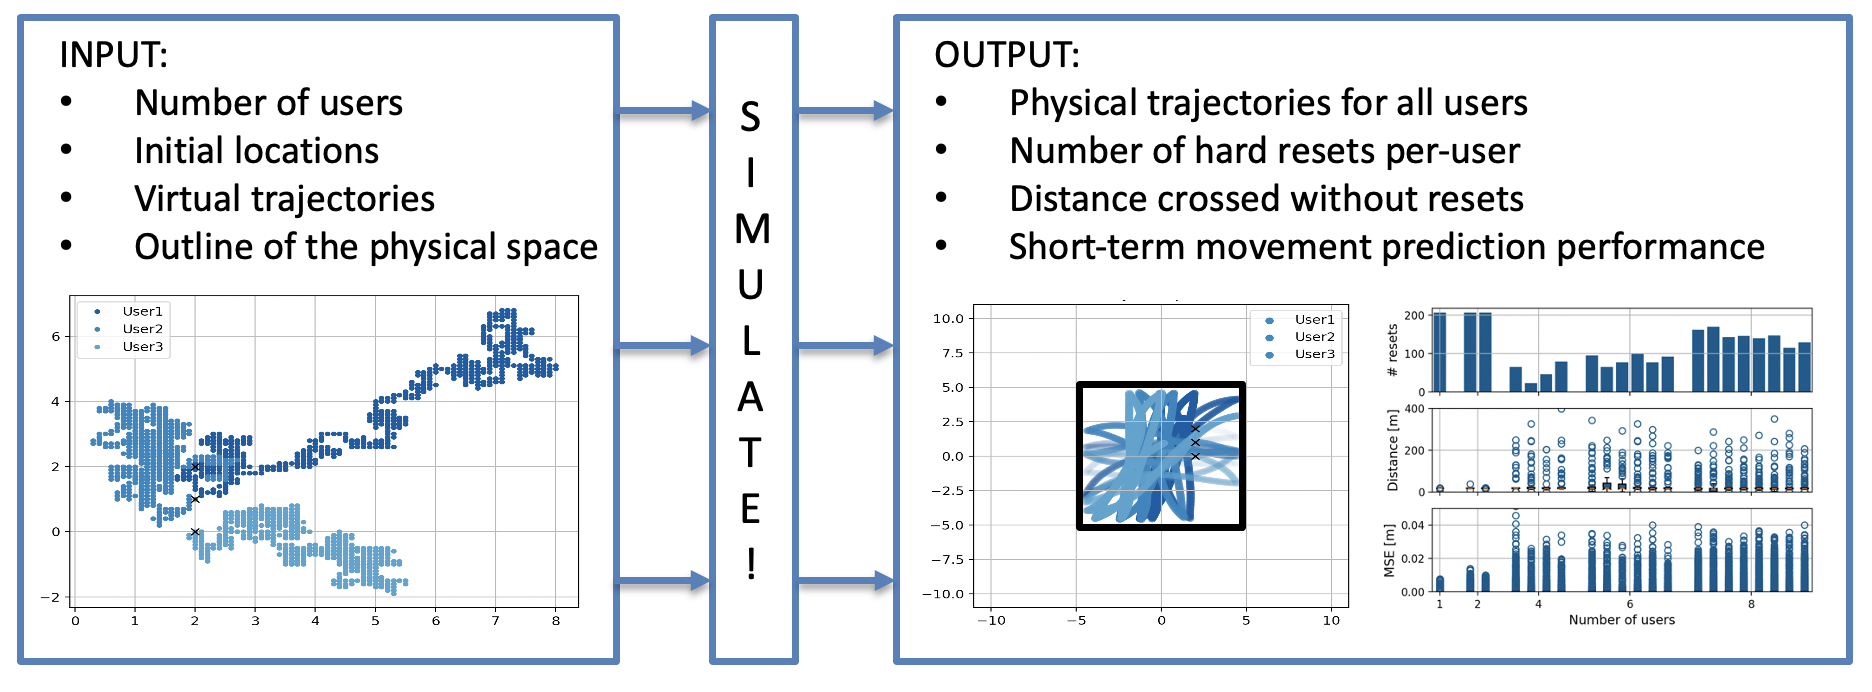 INPUT:
• Number of users
• Initial locations
• Virtual trajectories
• Outline of the physical space
User1
User2
User3
6
4
2
0
−2
0 1 2 3 4 5 6 7 8
S
I
M
U
L
A
T
E
!
OUTPUT:
• Physical trajectories for all users
• Number of hard resets per-user
• Distance crossed without resets
• Short-term movement prediction performance
User1
User2
User3
10.0
7.5
5.0
2.5
0.0
−2.5
−5.0
−7.5
−10.0
−10 −5 0 5 10
# resets
200
100
0
Distance [m]
400
200
0
MSE [m]
0.04
0.02
0.00
1 2 4 6 8
Number of users